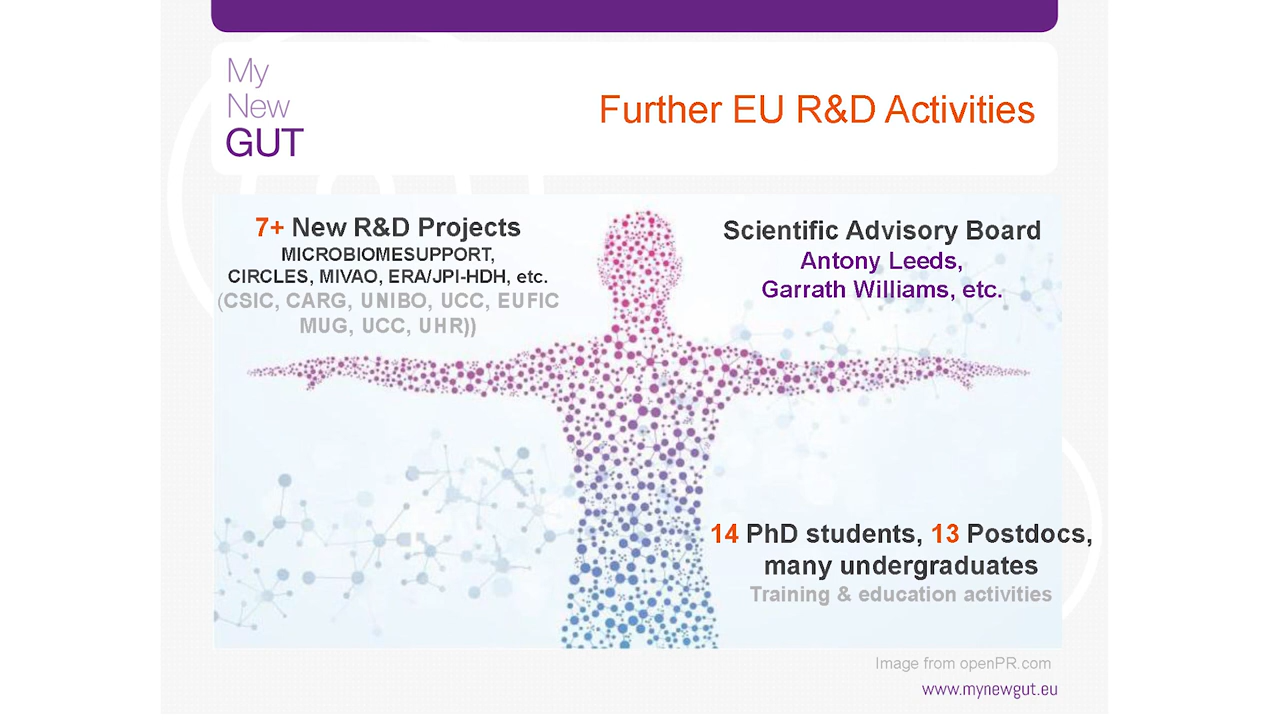 My
New
GUT
Further EU R&D Activities
7+ New R&D Projects
MICROBIOMESUPPORT,
CIRCLES, MIVAO, ERA/JPI-HDH, etc.
(CSIC, CARG, UNIBO, UCC, EUFIC
MUG, UCC, UHR))
Scientific Advisory Board
Antony Leeds,
Garrath Williams, etc.
14 PhD students, 13 Postdocs,
many undergraduates
Training & education activities
Image from openPR.com
www.mynewgut.eu